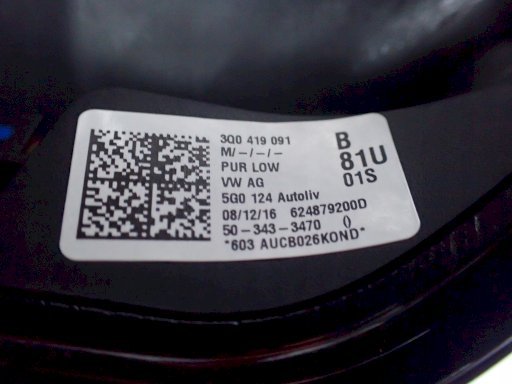 3Q0 419 091
M/-/-/-
PUR LOW
VW AG
5G0 124 Autoliv
08/12/16 624879200D
50-343-3470 ()
*603 AUCB026KOND*
B
81U
01S